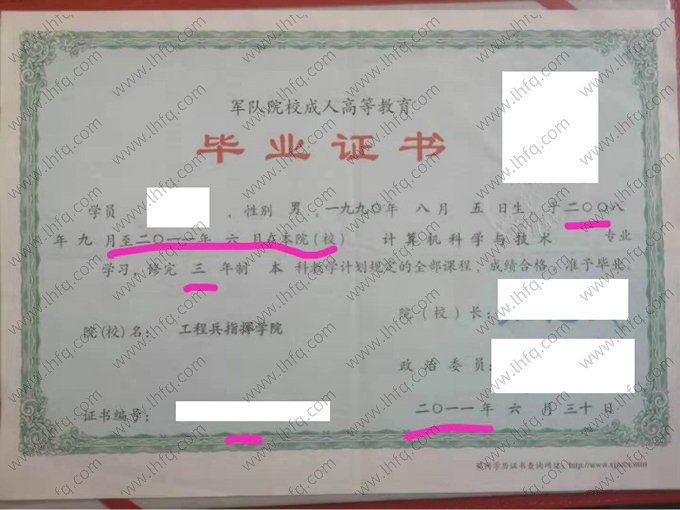 军队院校成人高等教育
毕业证书
学员 ，性别 男，一九九〇年 八月 五日生，于二〇〇八
年九月至二〇一一年 六 月在本院(校) 计算机科学与技术 专业
学习，修完 三 年制 本 科教学计划规定的全部课程，成绩合格，准予毕业。
院(校)长：
院(校)名： 工程兵指挥学院
政治委员：
证书编号：
二〇一一年 六 月三十日
www.lhfq.com